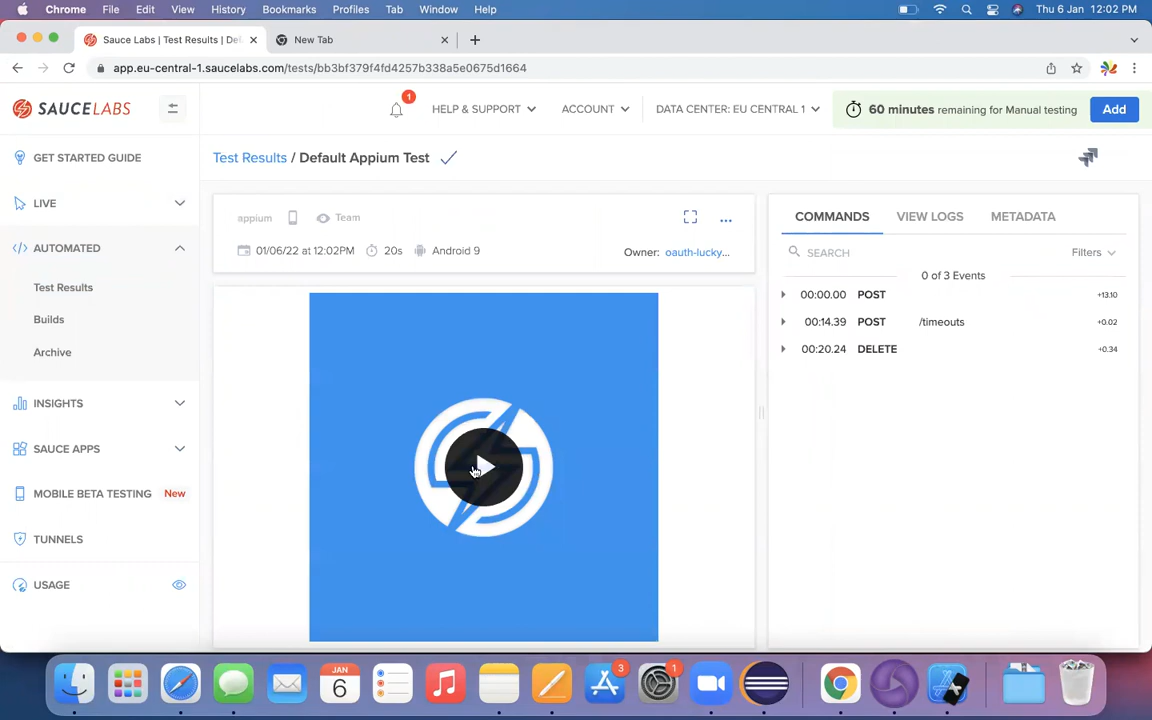 Chrome File Edit View History Bookmarks Profiles Tab Window Help Thu 6 Jan 12:02 PM
Sauce Labs | Test Results | De
New Tab
app.eu-central-1.saucelabs.com/tests/bb3bf379f4fd4257b338a5e0675d1664
SAUCELABS
1
HELP & SUPPORT
ACCOUNT
DATA CENTER: EU CENTRAL 1
60 minutes remaining for Manual testing
Add
GET STARTED GUIDE
LIVE
AUTOMATED
Test Results
Builds
Archive
INSIGHTS
SAUCE APPS
MOBILE BETA TESTING New
TUNNELS
USAGE
Test Results / Default Appium Test
appium Team
01/06/22 at 12:02PM 20s Android 9
Owner: oauth-lucky...
COMMANDS VIEW LOGS METADATA
SEARCH Filters
0 of 3 Events
00:00.00 POST +13.10
00:14.39 POST /timeouts +0.02
00:20.24 DELETE +0.34
JAN
6
3
1